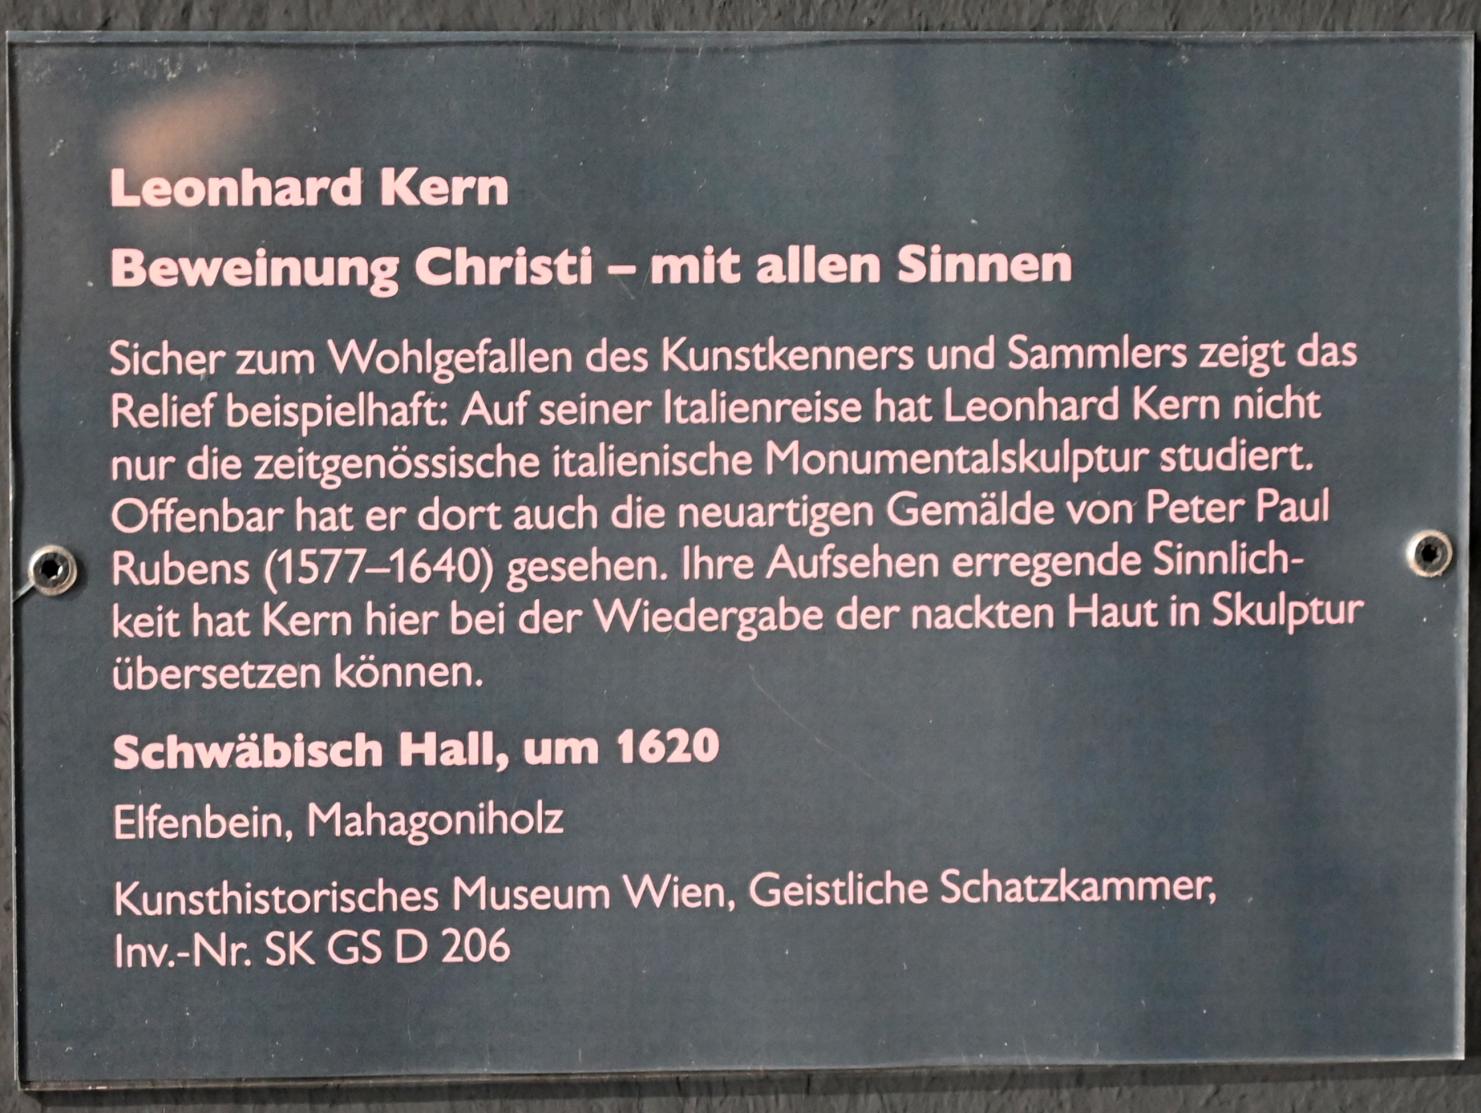 Leonhard Kern
Beweinung Christi – mit allen Sinnen
Sicher zum Wohlgefallen des Kunstkenners und Sammlers zeigt das
Relief beispielhaft: Auf seiner Italienreise hat Leonhard Kern nicht
nur die zeitgenössische italienische Monumentalskulptur studiert.
Offenbar hat er dort auch die neuartigen Gemälde von Peter Paul
Rubens (1577–1640) gesehen. Ihre Aufsehen erregende Sinnlich-
keit hat Kern hier bei der Wiedergabe der nackten Haut in Skulptur
übersetzen können.
Schwäbisch Hall, um 1620
Elfenbein, Mahagoniholz
Kunsthistorisches Museum Wien, Geistliche Schatzkammer,
Inv.-Nr. SK GS D 206